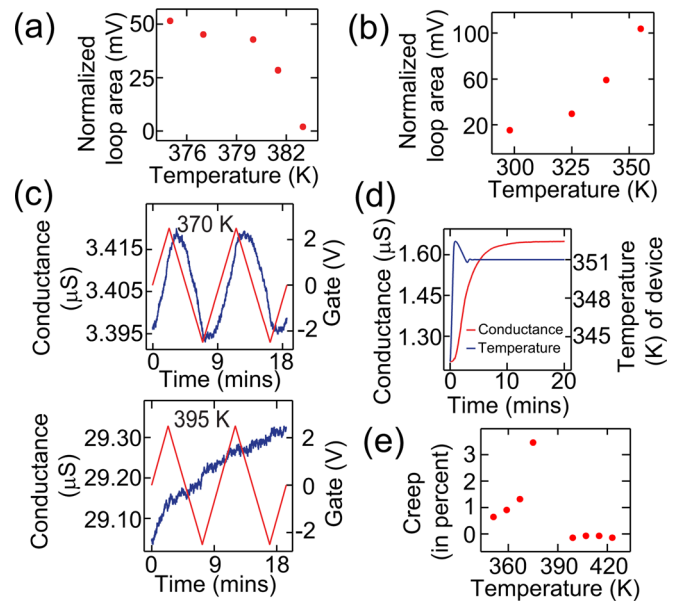 (a)
Normalized
loop area (mV)
50
25
0
376
379
382
Temperature (K)
(b)
Normalized
loop area (mV)
100
60
20
300
325
350
Temperature (K)
(c)
370 K
Conductance
(μS)
3.415
3.405
3.395
2
0
-2
Gate (V)
0
9
18
Time (mins)
395 K
Conductance
(μS)
29.30
29.20
29.10
2
0
-2
Gate (V)
0
9
18
Time (mins)
(d)
Conductance (μS)
1.60
1.45
1.30
Conductance
Temperature
351
348
345
Temperature
(K) of device
0
10
20
Time (mins)
(e)
Creep
(in percent)
3
2
1
0
360
390
420
Temperature (K)